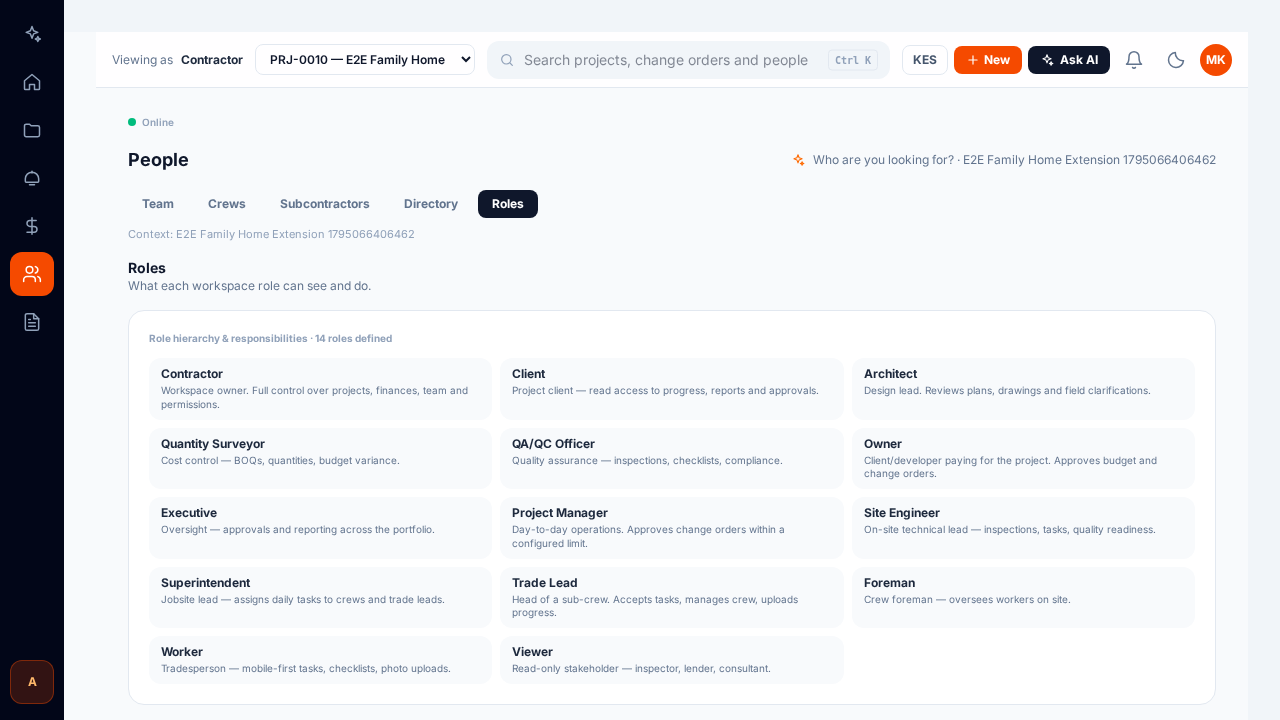 Viewing as Contractor PRJ-0010 — E2E Family Home Search projects, change orders and people Ctrl K KES + New Ask AI MK
Online
People
Who are you looking for? · E2E Family Home Extension 1795066406462
Team Crews Subcontractors Directory Roles
Context: E2E Family Home Extension 1795066406462
Roles
What each workspace role can see and do.
Role hierarchy & responsibilities · 14 roles defined
Contractor
Workspace owner. Full control over projects, finances, team and
permissions.
Client
Project client — read access to progress, reports and approvals.
Architect
Design lead. Reviews plans, drawings and field clarifications.
Quantity Surveyor
Cost control — BOQs, quantities, budget variance.
QA/QC Officer
Quality assurance — inspections, checklists, compliance.
Owner
Client/developer paying for the project. Approves budget and
change orders.
Executive
Oversight — approvals and reporting across the portfolio.
Project Manager
Day-to-day operations. Approves change orders within a
configured limit.
Site Engineer
On-site technical lead — inspections, tasks, quality readiness.
Superintendent
Jobsite lead — assigns daily tasks to crews and trade leads.
Trade Lead
Head of a sub-crew. Accepts tasks, manages crew, uploads
progress.
Foreman
Crew foreman — oversees workers on site.
Worker
Tradesperson — mobile-first tasks, checklists, photo uploads.
Viewer
Read-only stakeholder — inspector, lender, consultant.
A